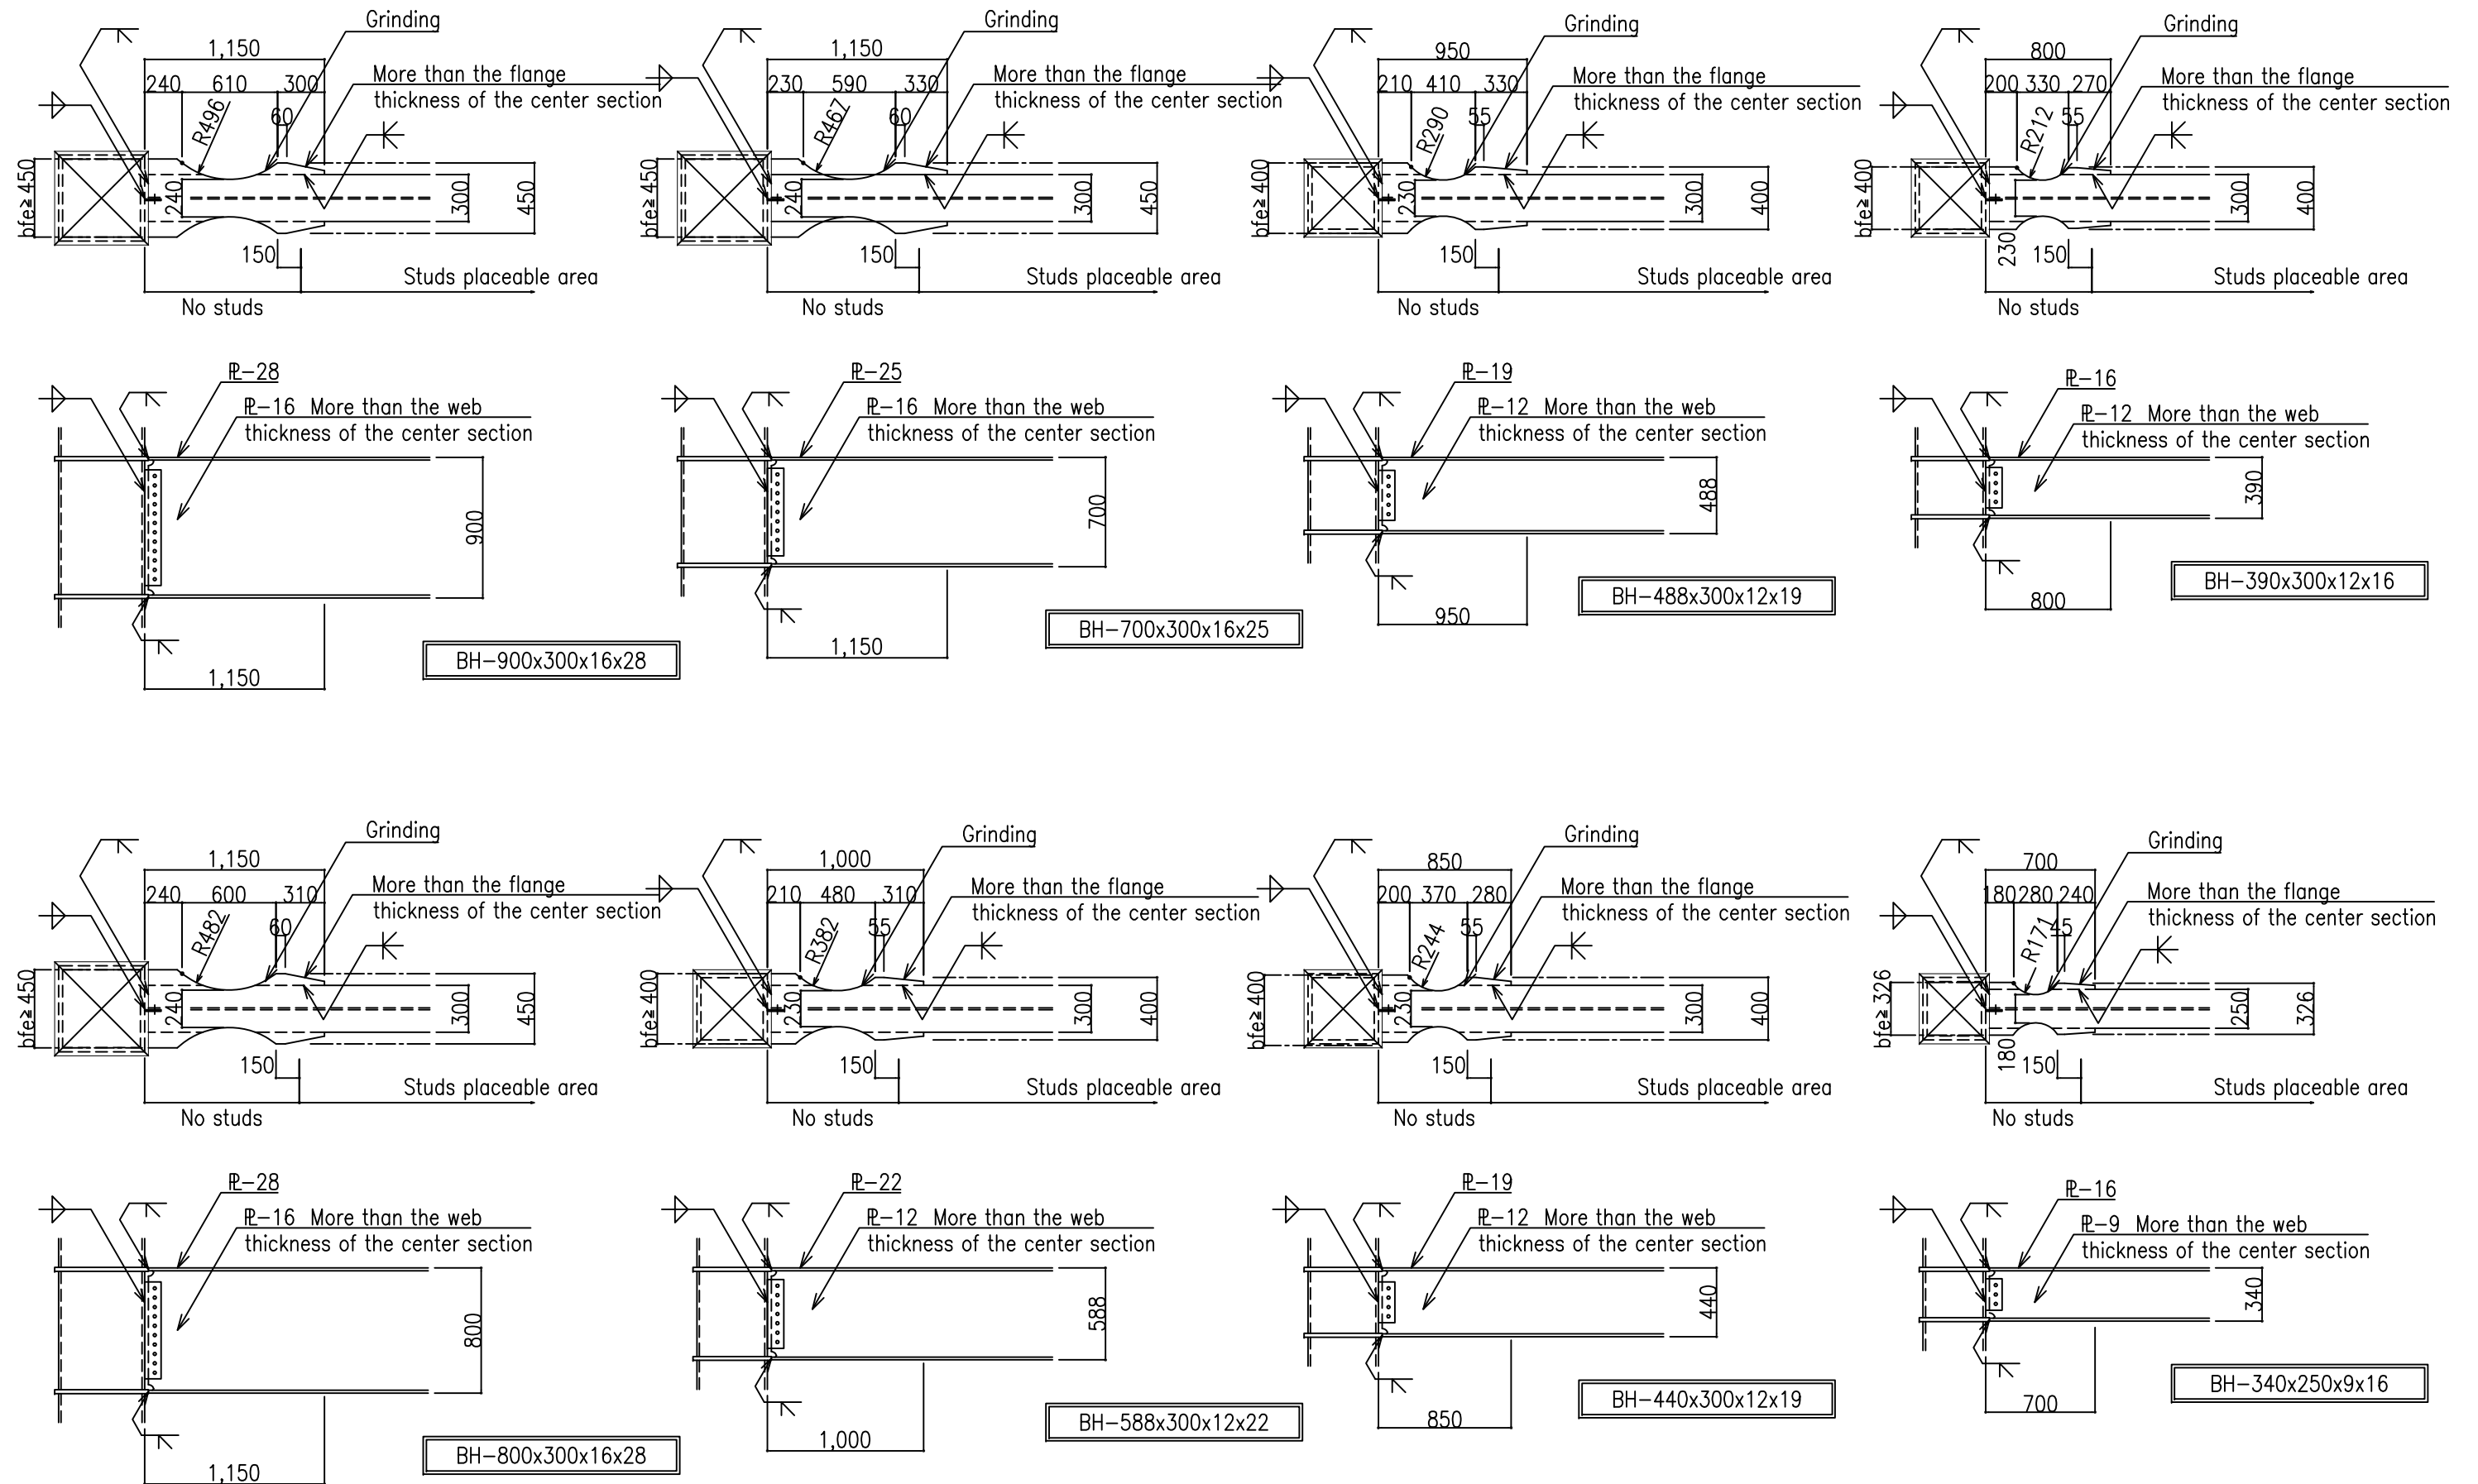 Grinding
1,150
240 610 300
More than the flange
thickness of the center section
R496
60
bfe≧450
240
300
450
150
Studs placeable area
No studs
Grinding
1,150
230 590 330
More than the flange
thickness of the center section
R467
60
bfe≧450
240
300
450
150
Studs placeable area
No studs
Grinding
950
210 410 330
More than the flange
thickness of the center section
R290
55
bfe≧400
230
300
400
150
Studs placeable area
No studs
Grinding
800
200 330 270
More than the flange
thickness of the center section
R212
55
bfe≧400
230
300
400
150
Studs placeable area
No studs
PL-28
PL-16 More than the web
thickness of the center section
900
BH-900x300x16x28
1,150
PL-25
PL-16 More than the web
thickness of the center section
700
BH-700x300x16x25
1,150
PL-19
PL-12 More than the web
thickness of the center section
488
BH-488x300x12x19
950
PL-16
PL-12 More than the web
thickness of the center section
390
BH-390x300x12x16
800
Grinding
1,150
240 600 310
More than the flange
thickness of the center section
R482
60
bfe≧450
240
300
450
150
Studs placeable area
No studs
Grinding
1,000
210 480 310
More than the flange
thickness of the center section
R382
55
bfe≧400
230
300
400
150
Studs placeable area
No studs
Grinding
850
200 370 280
More than the flange
thickness of the center section
R244
55
bfe≧400
230
300
400
150
Studs placeable area
No studs
Grinding
700
180 280 240
More than the flange
thickness of the center section
R171
45
bfe≧326
180
250
326
150
Studs placeable area
No studs
PL-28
PL-16 More than the web
thickness of the center section
800
BH-800x300x16x28
1,150
PL-22
PL-12 More than the web
thickness of the center section
588
BH-588x300x12x22
1,000
PL-19
PL-12 More than the web
thickness of the center section
440
BH-440x300x12x19
850
PL-16
PL-9 More than the web
thickness of the center section
340
BH-340x250x9x16
700